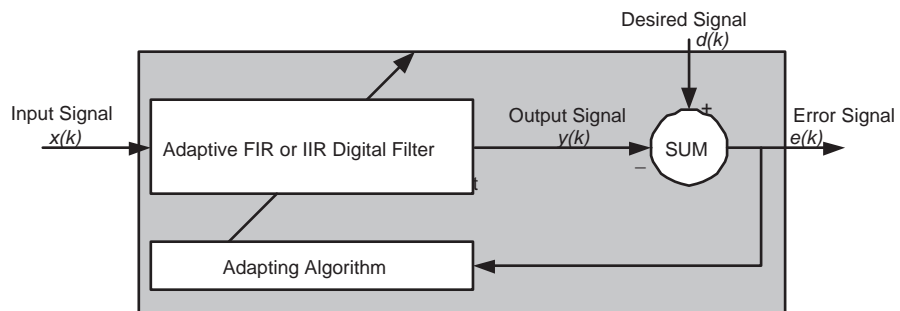 Desired Signal
d(k)
Input Signal
x(k)
Adaptive FIR or IIR Digital Filter
Output Signal
y(k)
+
SUM
–
Error Signal
e(k)
t
Adapting Algorithm